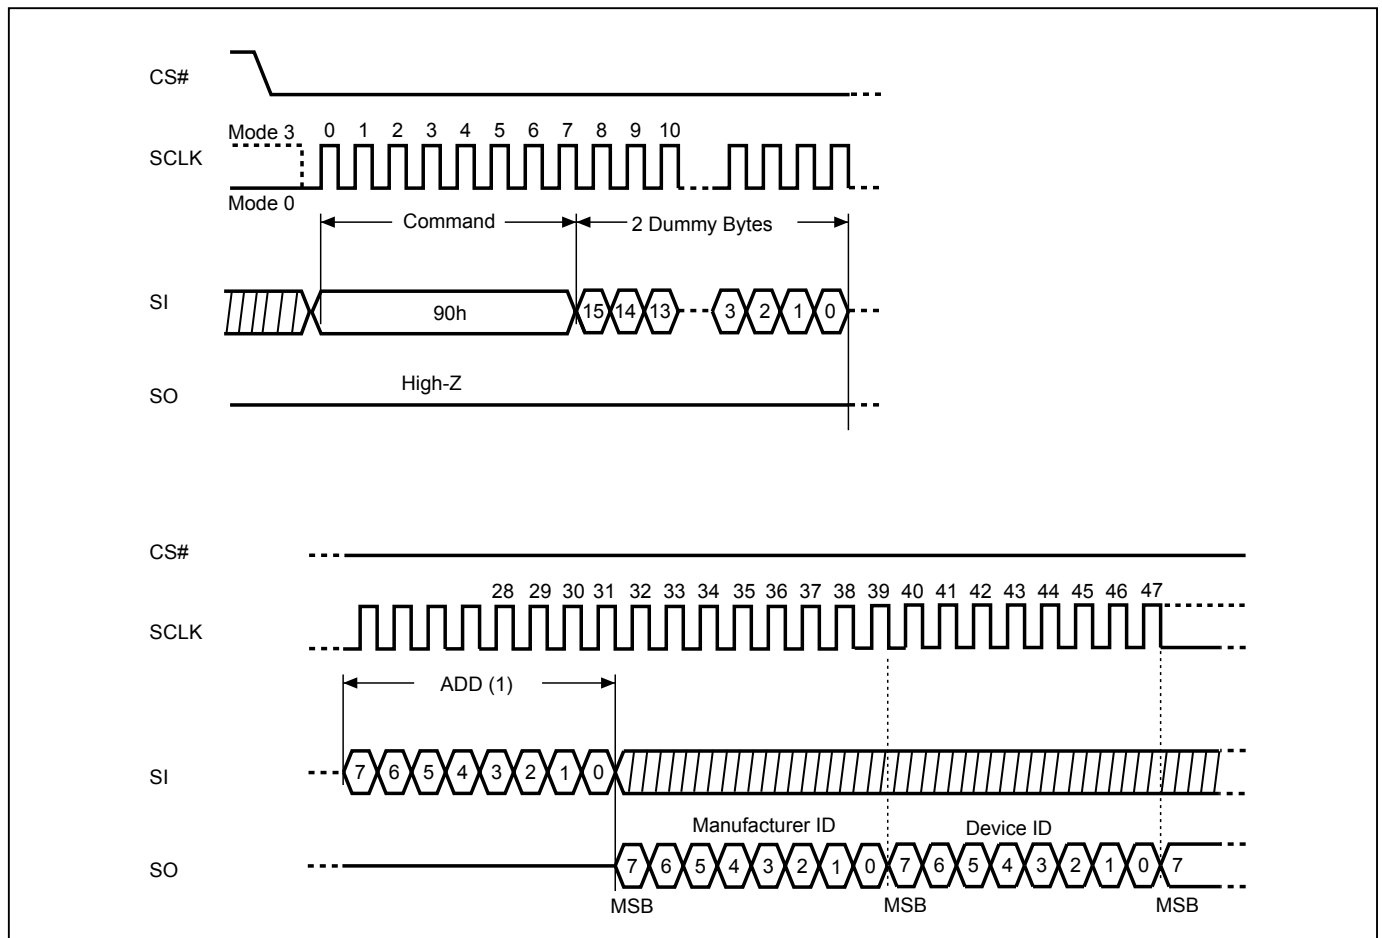 CS#
Mode 3 0 1 2 3 4 5 6 7 8 9 10
SCLK
Mode 0
Command 2 Dummy Bytes
SI 90h 15 14 13 3 2 1 0
High-Z
SO
CS#
28 29 30 31 32 33 34 35 36 37 38 39 40 41 42 43 44 45 46 47
SCLK
ADD (1)
SI 7 6 5 4 3 2 1 0
Manufacturer ID Device ID
SO 7 6 5 4 3 2 1 0 7 6 5 4 3 2 1 0 7
MSB MSB MSB